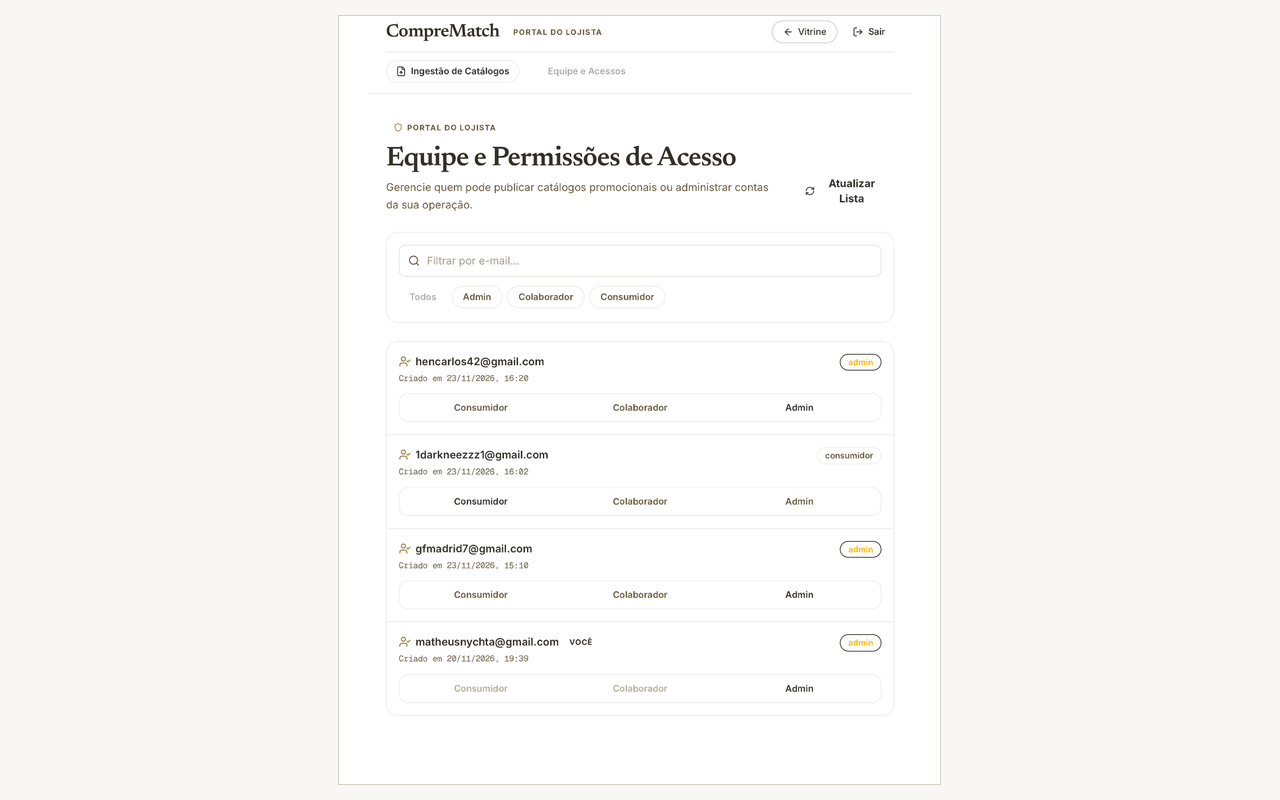 CompreMatch PORTAL DO LOJISTA Vitrine Sair
Ingestão de Catálogos Equipe e Acessos
PORTAL DO LOJISTA
Equipe e Permissões de Acesso
Gerencie quem pode publicar catálogos promocionais ou administrar contas
da sua operação.
Atualizar
Lista
Filtrar por e-mail...
Todos Admin Colaborador Consumidor
hencarlos42@gmail.com admin
Criado em 23/11/2026, 16:20
Consumidor Colaborador Admin
1darkneezzz1@gmail.com consumidor
Criado em 23/11/2026, 16:02
Consumidor Colaborador Admin
gfmadrid7@gmail.com admin
Criado em 23/11/2026, 15:10
Consumidor Colaborador Admin
matheusnychta@gmail.com VOCÊ admin
Criado em 20/11/2026, 19:39
Consumidor Colaborador Admin